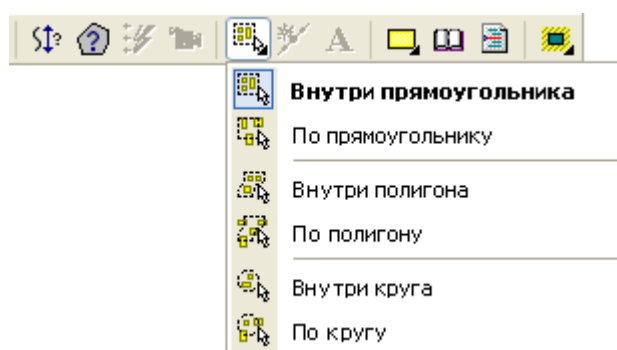 A
Внутри прямоугольника
По прямоугольнику
Внутри полигона
По полигону
Внутри круга
По кругу